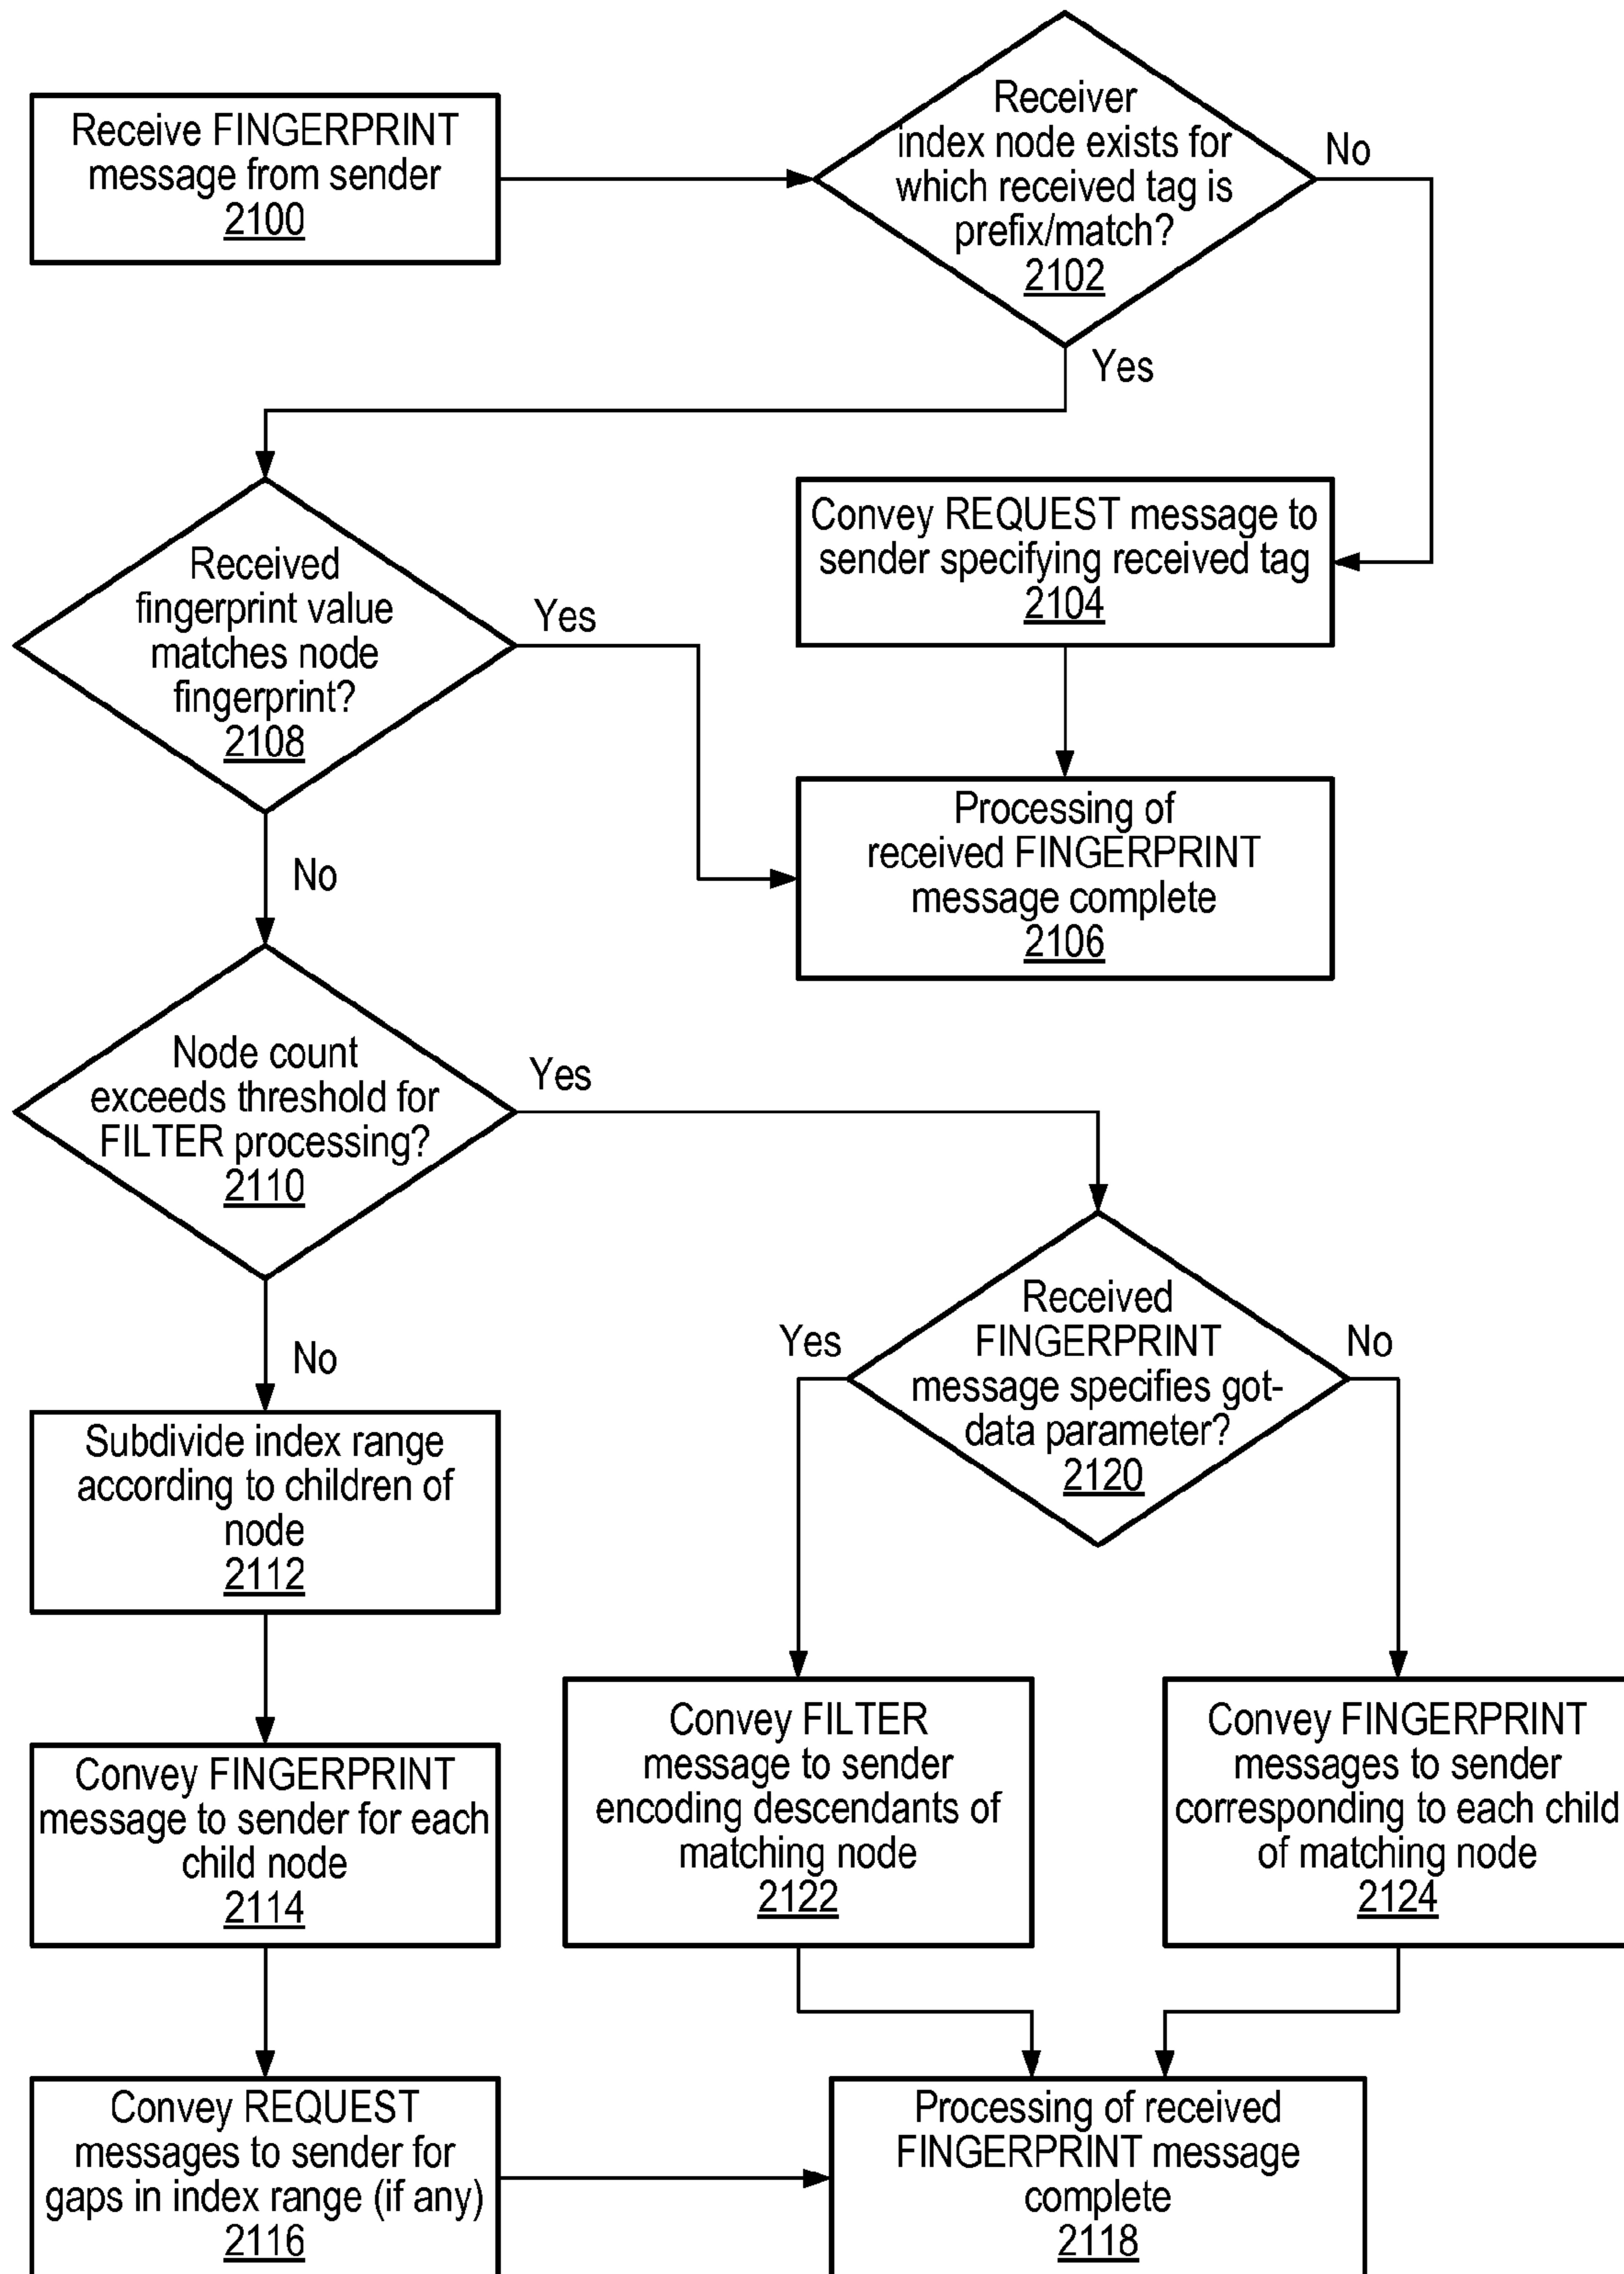 Receive FINGERPRINT
message from sender
2100
Receiver
index node exists for
which received tag is
prefix/match?
2102
No
Yes
Convey REQUEST message to
sender specifying received tag
2104
Received
fingerprint value
matches node
fingerprint?
2108
Yes
No
Processing of
received FINGERPRINT
message complete
2106
Node count
exceeds threshold for
FILTER processing?
2110
Yes
No
Received
FINGERPRINT
message specifies got-
data parameter?
2120
Yes
No
Subdivide index range
according to children of
node
2112
Convey FINGERPRINT
message to sender for each
child node
2114
Convey FILTER
message to sender
encoding descendants of
matching node
2122
Convey FINGERPRINT
messages to sender
corresponding to each child
of matching node
2124
Convey REQUEST
messages to sender for
gaps in index range (if any)
2116
Processing of received
FINGERPRINT message
complete
2118